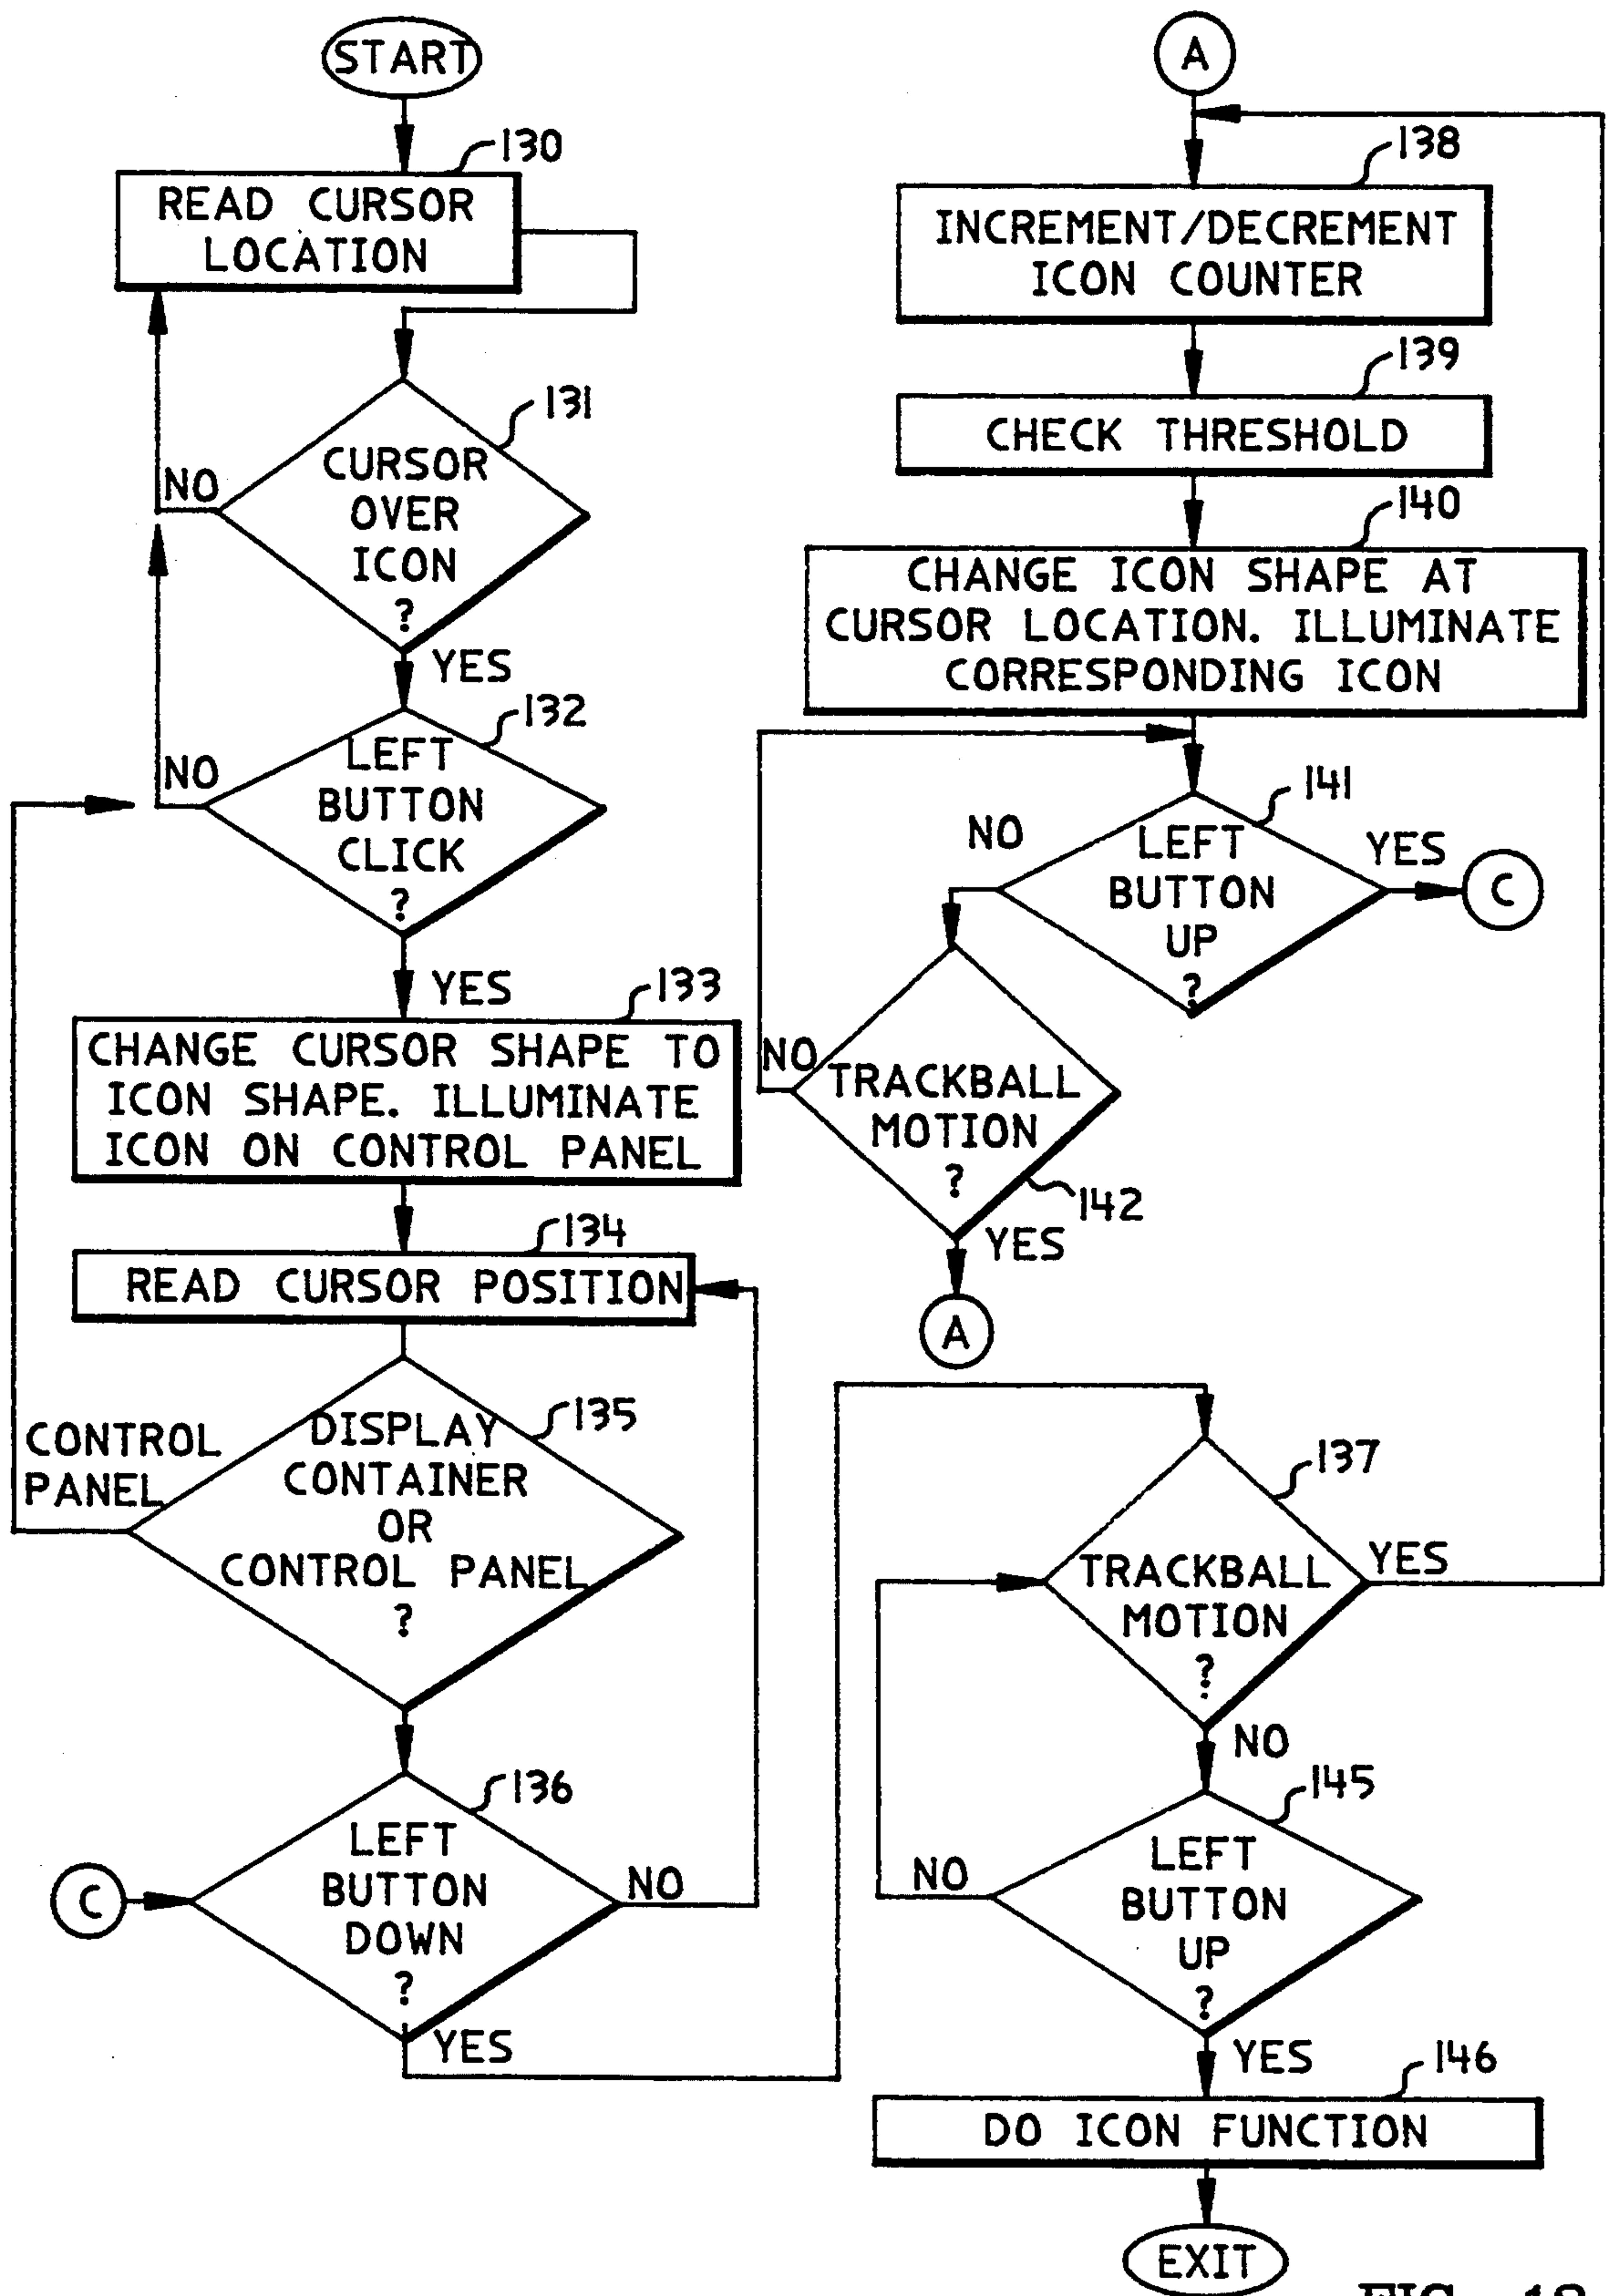 START
130
READ CURSOR
LOCATION
131
CURSOR
OVER
ICON
?
NO
YES
132
LEFT
BUTTON
CLICK
?
NO
YES
133
CHANGE CURSOR SHAPE TO
ICON SHAPE. ILLUMINATE
ICON ON CONTROL PANEL
134
READ CURSOR POSITION
135
DISPLAY
CONTAINER
OR
CONTROL PANEL
?
CONTROL
PANEL
136
LEFT
BUTTON
DOWN
?
C
NO
YES
A
138
INCREMENT/DECREMENT
ICON COUNTER
139
CHECK THRESHOLD
140
CHANGE ICON SHAPE AT
CURSOR LOCATION. ILLUMINATE
CORRESPONDING ICON
141
LEFT
BUTTON
UP
?
NO
YES
C
TRACKBALL
MOTION
?
NO
142
YES
A
137
TRACKBALL
MOTION
?
YES
NO
145
LEFT
BUTTON
UP
?
NO
YES
146
DO ICON FUNCTION
EXIT